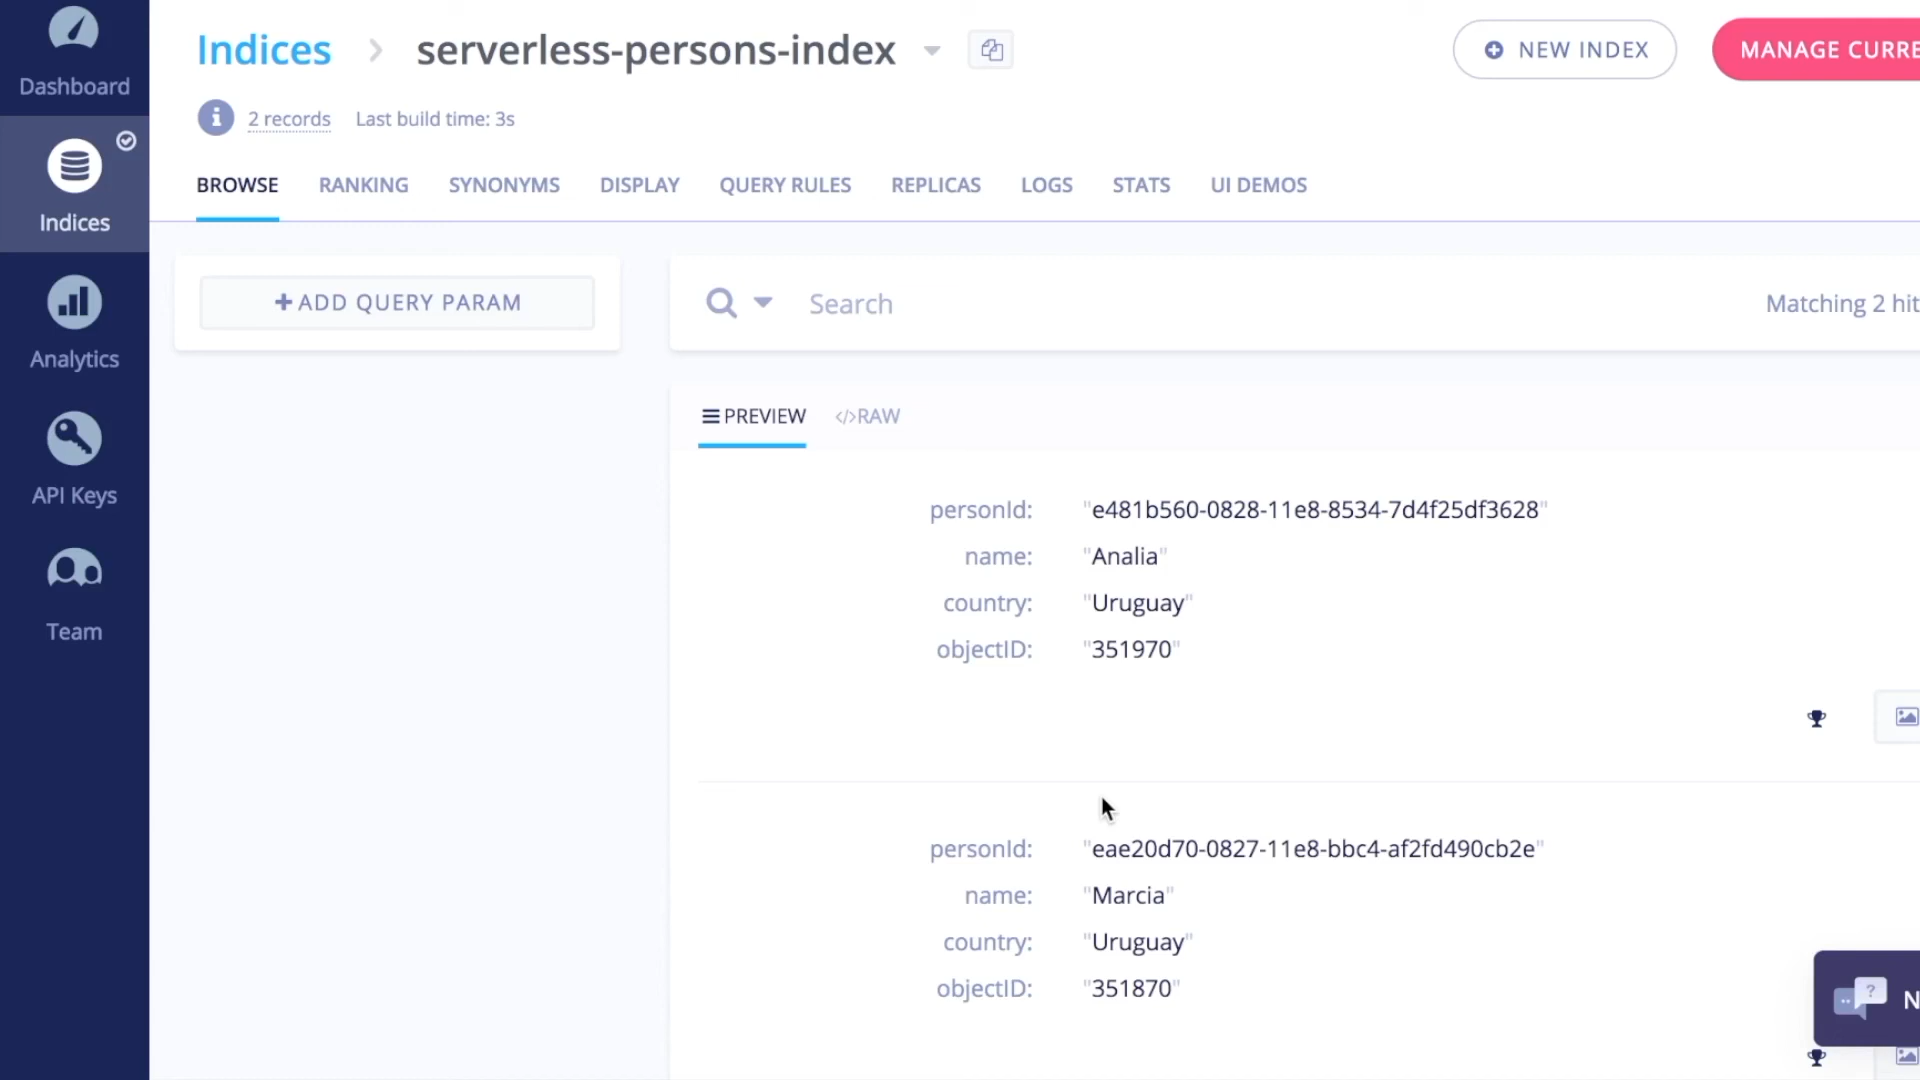 Dashboard
Indices
Analytics
API Keys
Team
Indices > serverless-persons-index
NEW INDEX
MANAGE CURRE
2 records Last build time: 3s
BROWSE RANKING SYNONYMS DISPLAY QUERY RULES REPLICAS LOGS STATS UI DEMOS
+ ADD QUERY PARAM
Search
Matching 2 hit
PREVIEW </>RAW
personId: "e481b560-0828-11e8-8534-7d4f25df3628"
name: "Analia"
country: "Uruguay"
objectID: "351970"
personId: "eae20d70-0827-11e8-bbc4-af2fd490cb2e"
name: "Marcia"
country: "Uruguay"
objectID: "351870"
? N